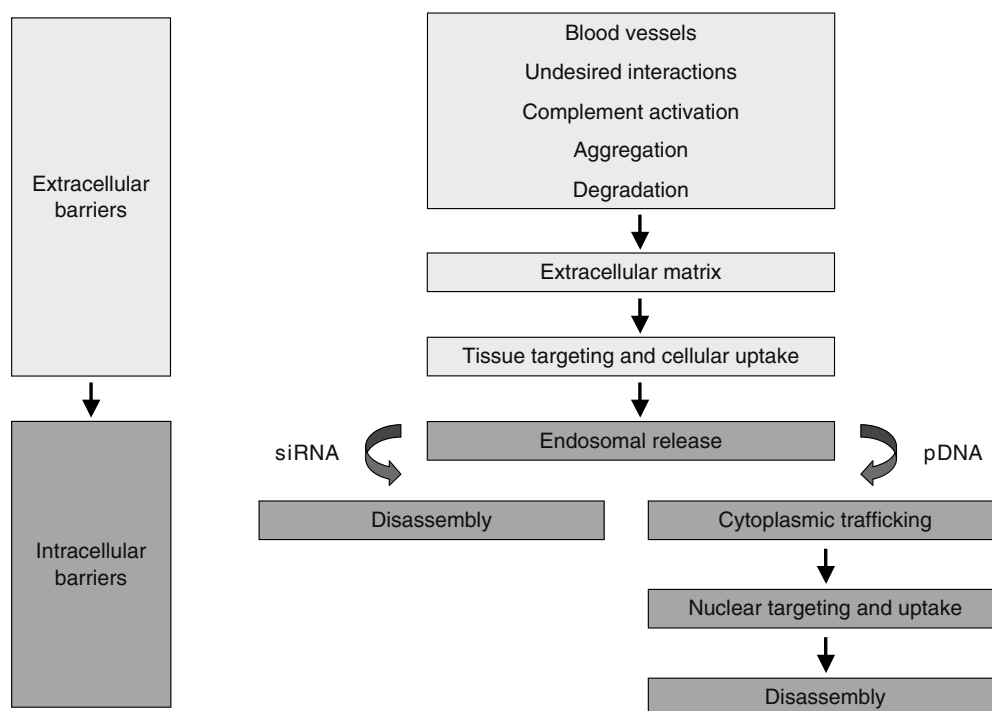 Extracellular
barriers
Intracellular
barriers
Blood vessels
Undesired interactions
Complement activation
Aggregation
Degradation
Extracellular matrix
Tissue targeting and cellular uptake
Endosomal release
siRNA
pDNA
Disassembly
Cytoplasmic trafficking
Nuclear targeting and uptake
Disassembly